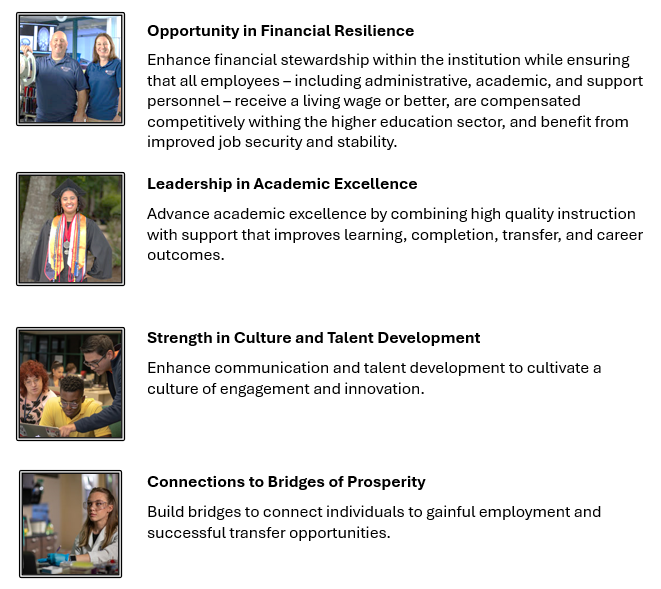 Opportunity in Financial Resilience
Enhance financial stewardship within the institution while ensuring
that all employees – including administrative, academic, and support
personnel – receive a living wage or better, are compensated
competitively withing the higher education sector, and benefit from
improved job security and stability.
Leadership in Academic Excellence
Advance academic excellence by combining high quality instruction
with support that improves learning, completion, transfer, and career
outcomes.
Strength in Culture and Talent Development
Enhance communication and talent development to cultivate a
culture of engagement and innovation.
Connections to Bridges of Prosperity
Build bridges to connect individuals to gainful employment and
successful transfer opportunities.